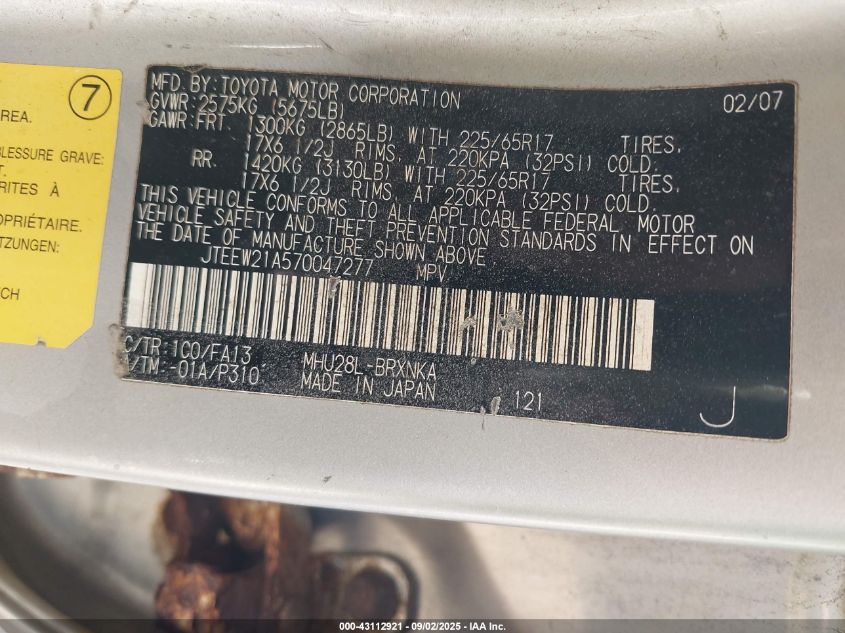 7
REA.
BLESSURE GRAVE:
T.
RITES À
OPRIÉTAIRE.
TZUNGEN:
CH
MFD. BY: TOYOTA MOTOR CORPORATION 02/07
GVWR: 2575KG (5675LB)
GAWR: FRT. 1300KG (2865LB) WITH 225/65R17 TIRES,
17X6 1/2J RIMS, AT 220KPA (32PSI) COLD.
RR. 1420KG (3130LB) WITH 225/65R17 TIRES,
17X6 1/2J RIMS, AT 220KPA (32PSI) COLD.
THIS VEHICLE CONFORMS TO ALL APPLICABLE FEDERAL MOTOR
VEHICLE SAFETY AND THEFT PREVENTION STANDARDS IN EFFECT ON
THE DATE OF MANUFACTURE SHOWN ABOVE
JTEEW21A570047277 MPV
C/TR: 1C0/FA13 MHU28L-BRXNKA
A/TM: -01A/P310 MADE IN JAPAN 121 J
000-43112921 - 09/02/2025 - IAA Inc.